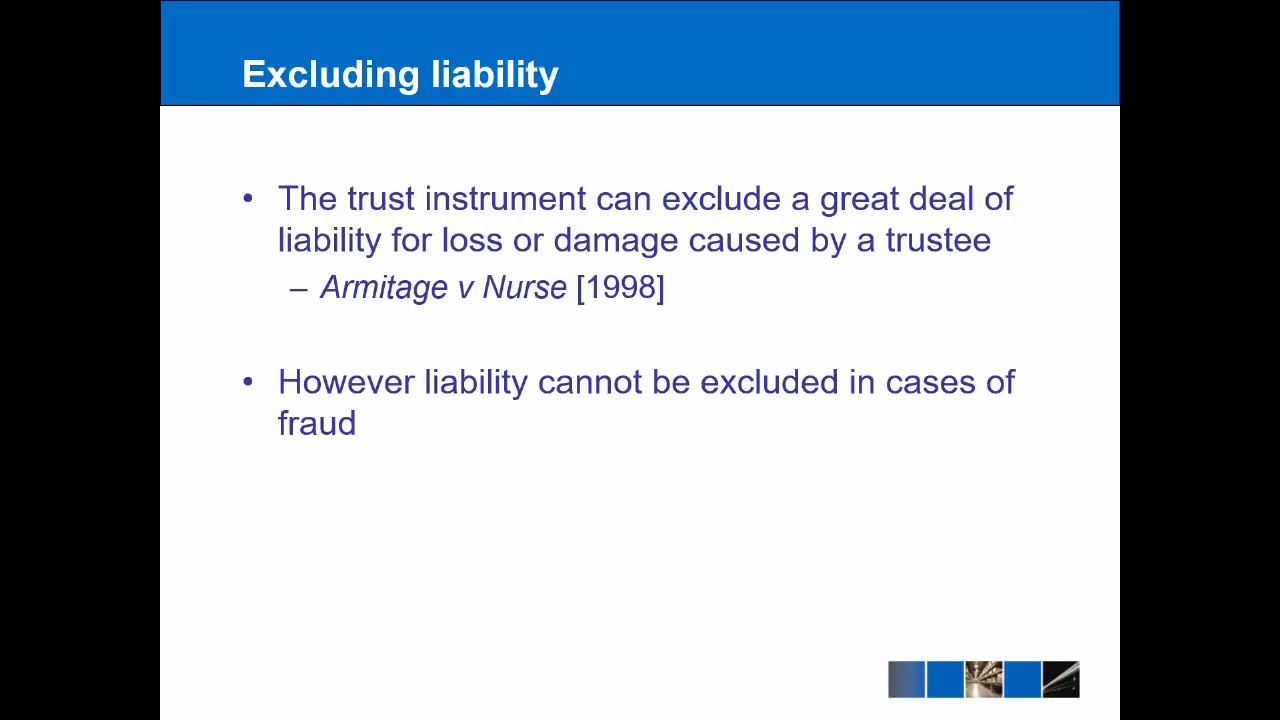 Excluding liability
• The trust instrument can exclude a great deal of
liability for loss or damage caused by a trustee
– Armitage v Nurse [1998]
• However liability cannot be excluded in cases of
fraud